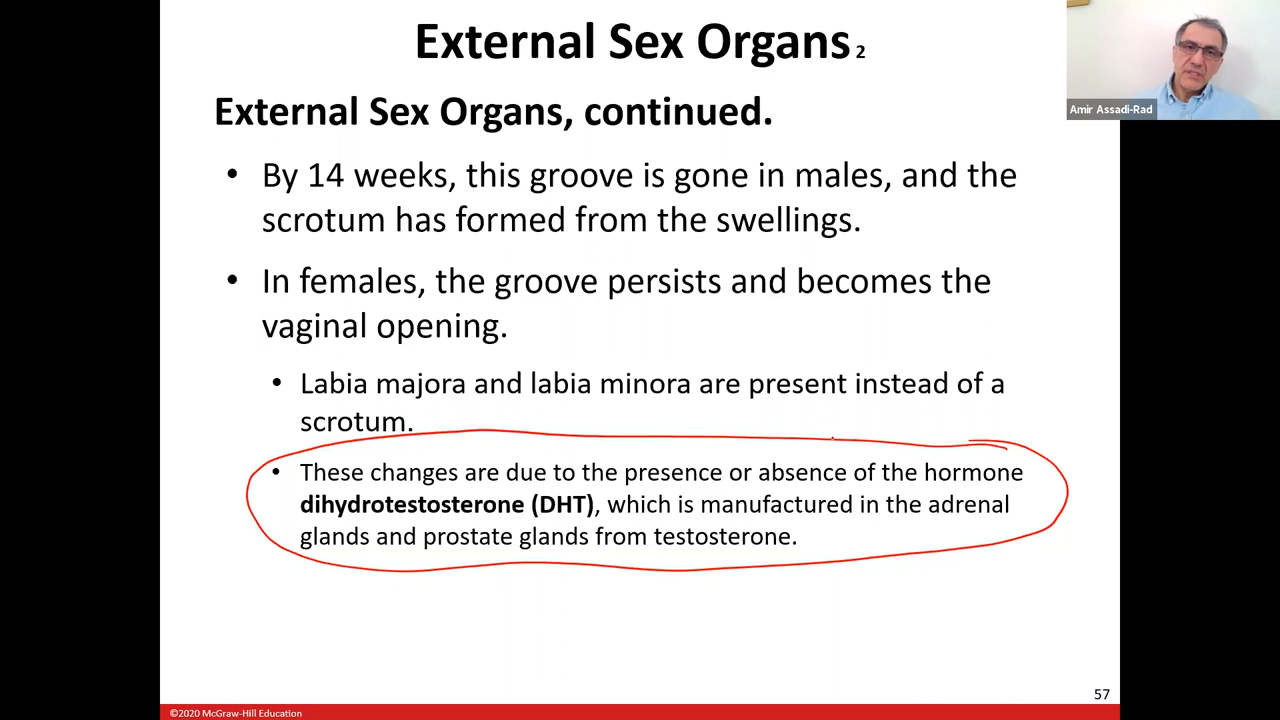 External Sex Organs 2
Amir Assadi-Rad
External Sex Organs, continued.
• By 14 weeks, this groove is gone in males, and the
scrotum has formed from the swellings.
• In females, the groove persists and becomes the
vaginal opening.
• Labia majora and labia minora are present instead of a
scrotum.
• These changes are due to the presence or absence of the hormone
dihydrotestosterone (DHT), which is manufactured in the adrenal
glands and prostate glands from testosterone.
57
©2020 McGraw-Hill Education